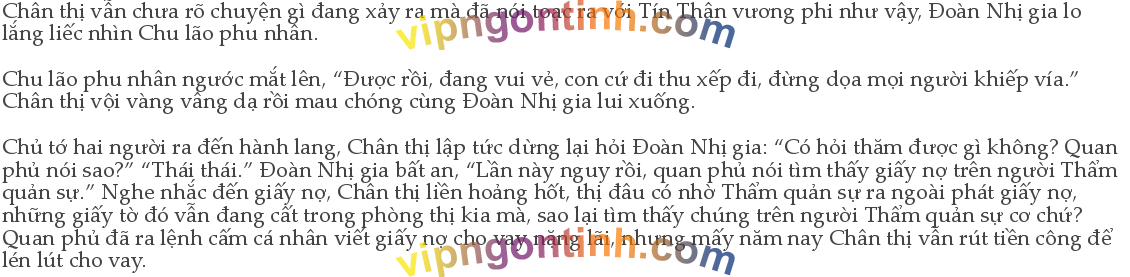 Chân thị vẫn chưa rõ chuyện gì đang xảy ra mà đã nói toạc ra với Tín Thận vương phi như vậy, Đoàn Nhị gia lo
lắng liếc nhìn Chu lão phu nhân.
Chu lão phu nhân ngước mắt lên, “Được rồi, đang vui vẻ, con cứ đi thu xếp đi, đừng dọa mọi người khiếp vía.”
Chân thị vội vàng vâng dạ rồi mau chóng cùng Đoàn Nhị gia lui xuống.
Chủ tớ hai người ra đến hành lang, Chân thị lập tức dừng lại hỏi Đoàn Nhị gia: “Có hỏi thăm được gì không? Quan
phủ nói sao?” “Thái thái.” Đoàn Nhị gia bất an, “Lần này nguy rồi, quan phủ nói tìm thấy giấy nợ trên người Thẩm
quản sự.” Nghe nhắc đến giấy nợ, Chân thị liền hoảng hốt, thị đâu có nhờ Thẩm quản sự ra ngoài phát giấy nợ,
những giấy tờ đó vẫn đang cất trong phòng thị kia mà, sao lại tìm thấy chúng trên người Thẩm quản sự cơ chứ?
Quan phủ đã ra lệnh cấm cá nhân viết giấy nợ cho vay nặng lãi, nhưng mấy năm nay Chân thị vẫn rút tiền công để
lén lút cho vay.
vipngontinh.com
vipngontinh.com